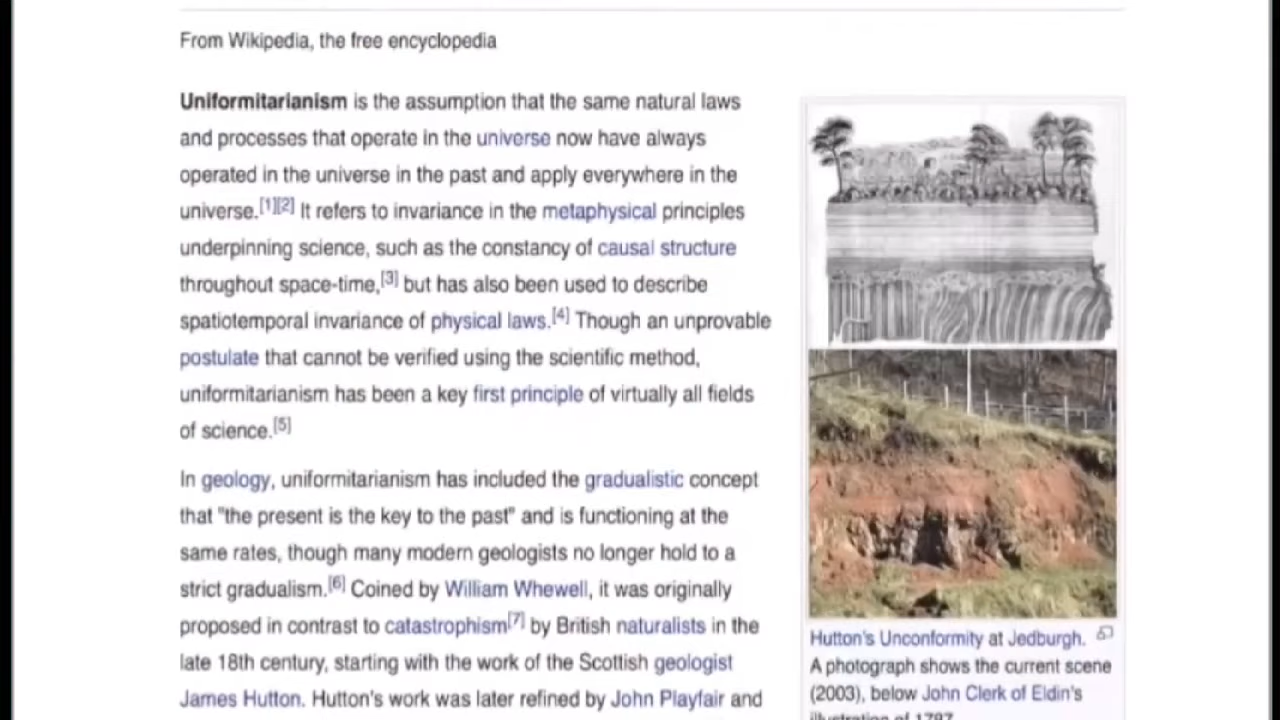 From Wikipedia, the free encyclopedia
Uniformitarianism is the assumption that the same natural laws
and processes that operate in the universe now have always
operated in the universe in the past and apply everywhere in the
universe.[1][2] It refers to invariance in the metaphysical principles
underpinning science, such as the constancy of causal structure
throughout space-time,[3] but has also been used to describe
spatiotemporal invariance of physical laws.[4] Though an unprovable
postulate that cannot be verified using the scientific method,
uniformitarianism has been a key first principle of virtually all fields
of science.[5]
In geology, uniformitarianism has included the gradualistic concept
that "the present is the key to the past" and is functioning at the
same rates, though many modern geologists no longer hold to a
strict gradualism.[6] Coined by William Whewell, it was originally
proposed in contrast to catastrophism[7] by British naturalists in the
late 18th century, starting with the work of the Scottish geologist
James Hutton. Hutton's work was later refined by John Playfair and
Hutton's Unconformity at Jedburgh.
A photograph shows the current scene
(2003), below John Clerk of Eldin's
illustration of 1787.